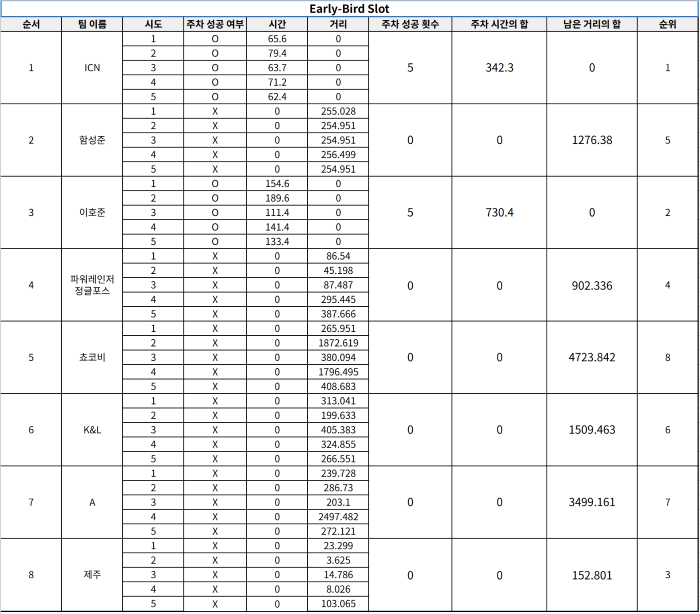 Early-Bird Slot
순서 팀 이름 시도 주차 성공 여부 시간 거리 주차 성공 횟수 주차 시간의 합 남은 거리의 합 순위
1 ICN 1 O 65.6 0 5 342.3 0 1
2 O 79.4 0
3 O 63.7 0
4 O 71.2 0
5 O 62.4 0
2 함성준 1 X 0 255.028 0 0 1276.38 5
2 X 0 254.951
3 X 0 254.951
4 X 0 256.499
5 X 0 254.951
3 이호준 1 O 154.6 0 5 730.4 0 2
2 O 189.6 0
3 O 111.4 0
4 O 141.4 0
5 O 133.4 0
4 파워레인저 정글포스 1 X 0 86.54 0 0 902.336 4
2 X 0 45.198
3 X 0 87.487
4 X 0 295.445
5 X 0 387.666
5 쵸코비 1 X 0 265.951 0 0 4723.842 8
2 X 0 1872.619
3 X 0 380.094
4 X 0 1796.495
5 X 0 408.683
6 K&L 1 X 0 313.041 0 0 1509.463 6
2 X 0 199.633
3 X 0 405.383
4 X 0 324.855
5 X 0 266.551
7 A 1 X 0 239.728 0 0 3499.161 7
2 X 0 286.73
3 X 0 203.1
4 X 0 2497.482
5 X 0 272.121
8 제주 1 X 0 23.299 0 0 152.801 3
2 X 0 3.625
3 X 0 14.786
4 X 0 8.026
5 X 0 103.065